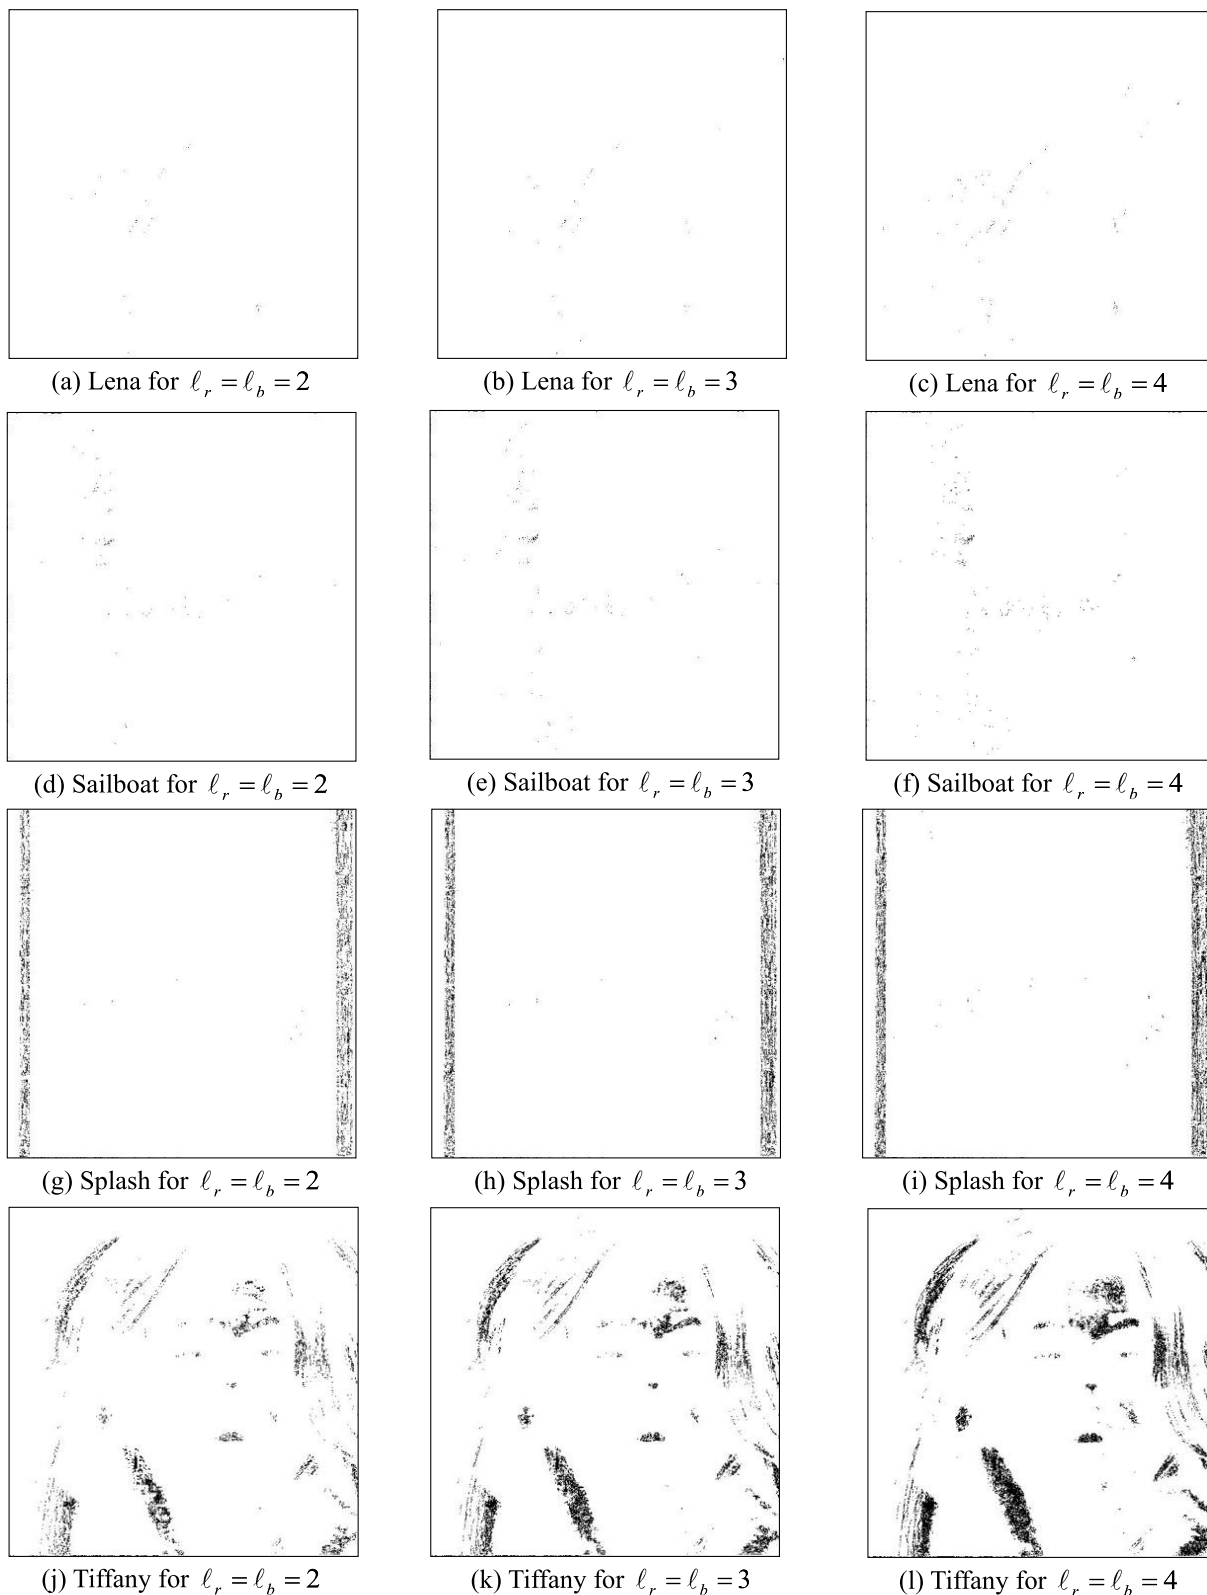 (a) Lena for ℓ_r = ℓ_b = 2
(b) Lena for ℓ_r = ℓ_b = 3
(c) Lena for ℓ_r = ℓ_b = 4
(d) Sailboat for ℓ_r = ℓ_b = 2
(e) Sailboat for ℓ_r = ℓ_b = 3
(f) Sailboat for ℓ_r = ℓ_b = 4
(g) Splash for ℓ_r = ℓ_b = 2
(h) Splash for ℓ_r = ℓ_b = 3
(i) Splash for ℓ_r = ℓ_b = 4
(j) Tiffany for ℓ_r = ℓ_b = 2
(k) Tiffany for ℓ_r = ℓ_b = 3
(l) Tiffany for ℓ_r = ℓ_b = 4